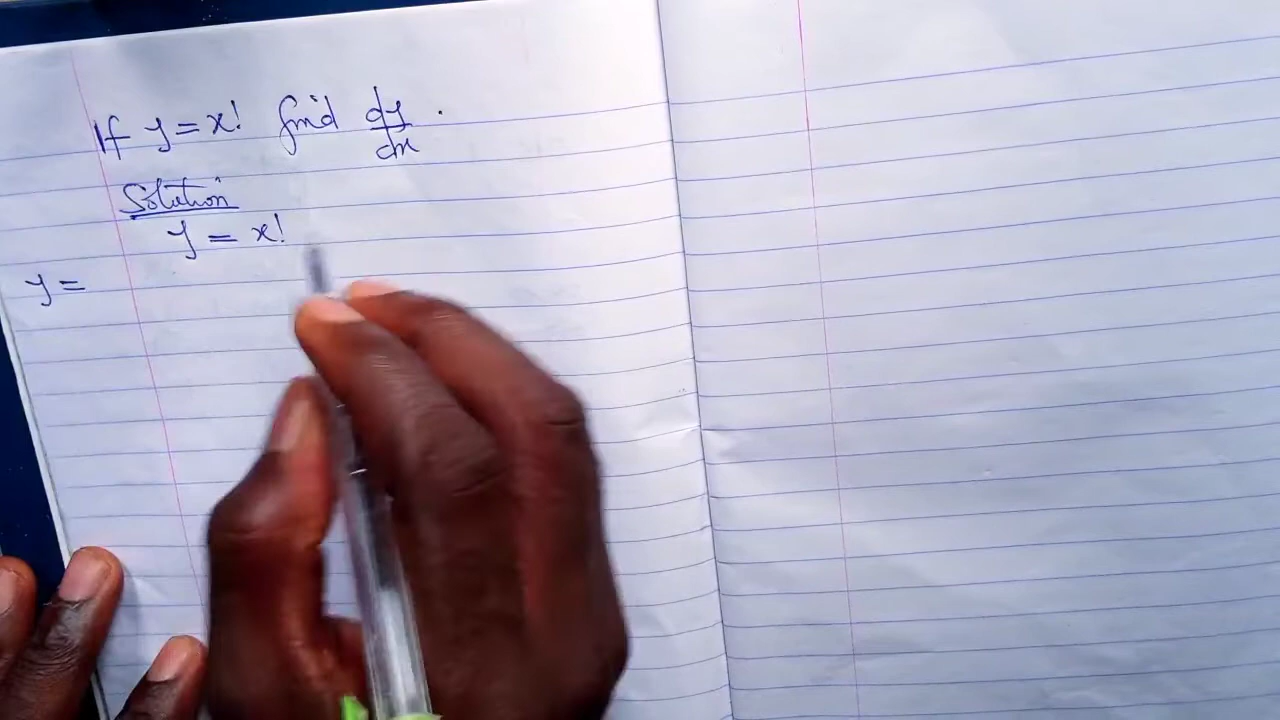 If y = x! find dy/dx.
Solution
y = x!
y =